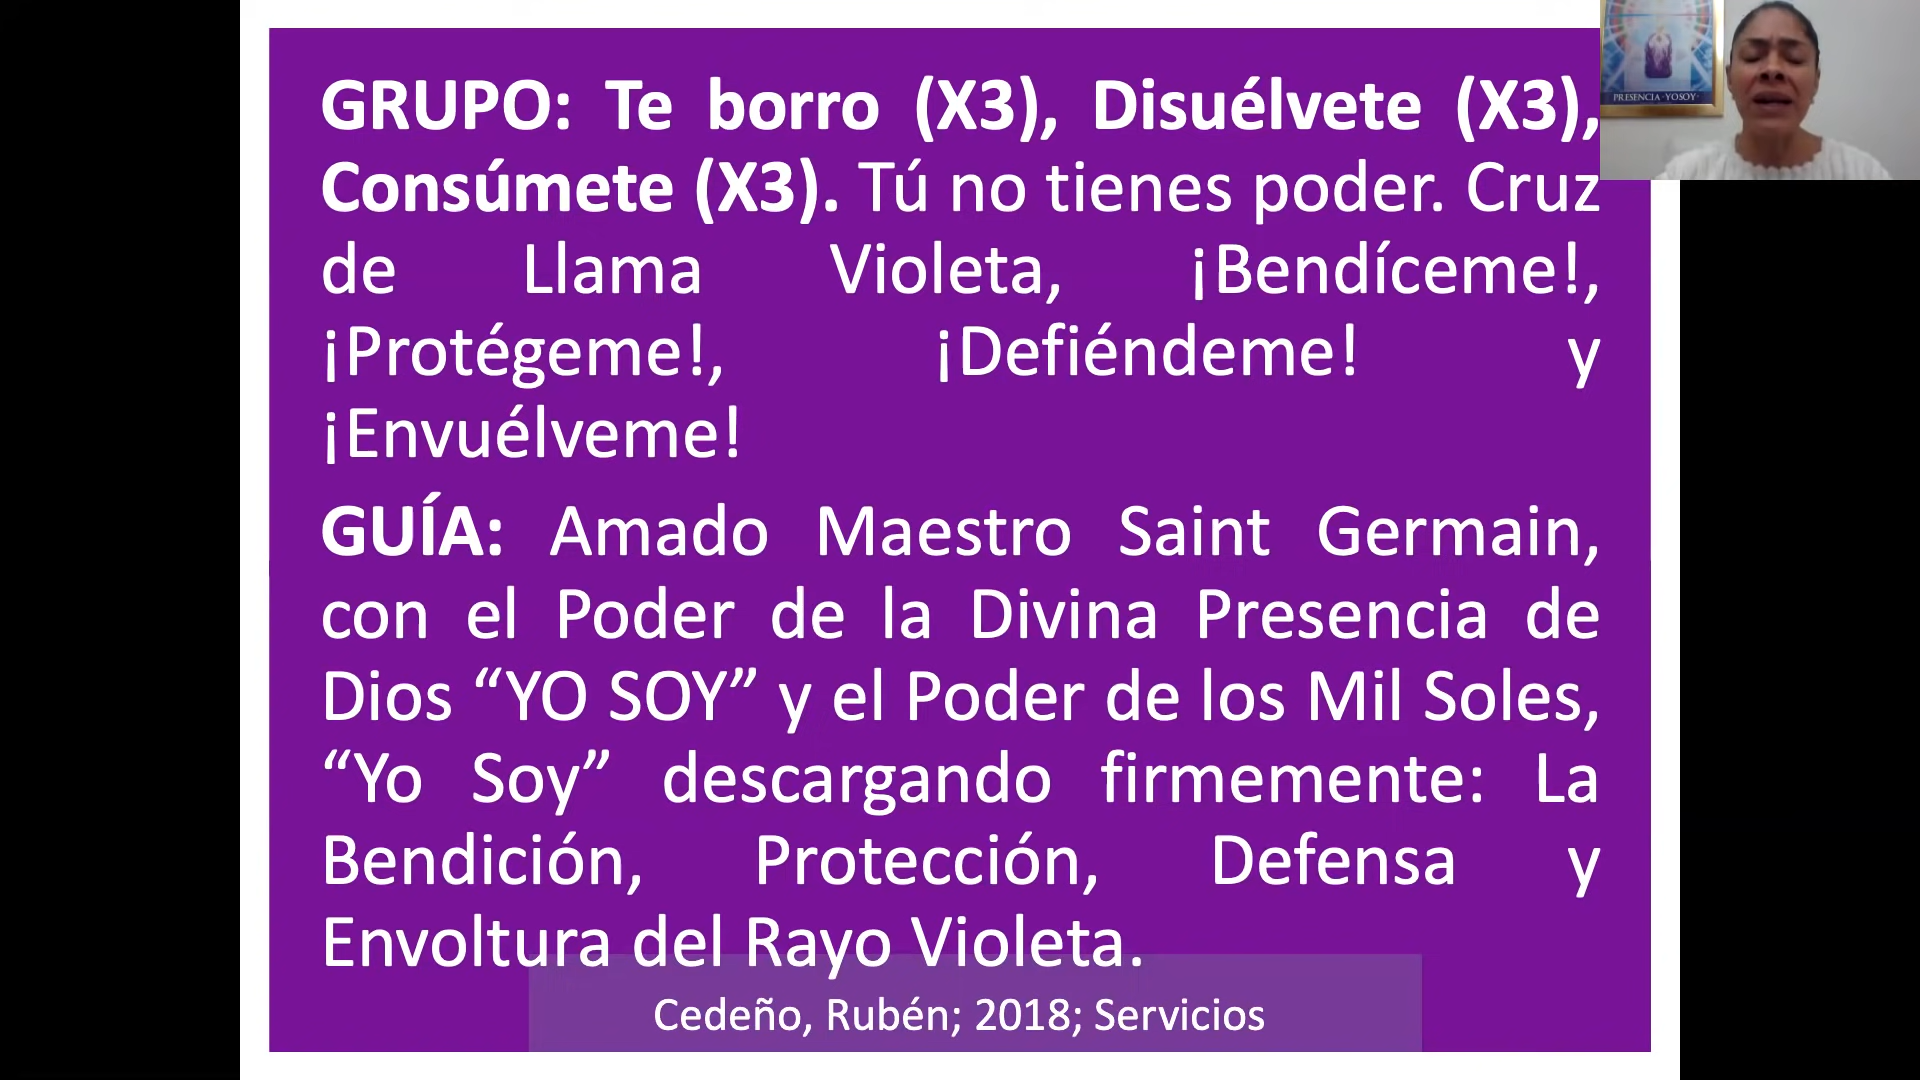 GRUPO: Te borro (X3), Disuélvete (X3),
Consúmete (X3). Tú no tienes poder. Cruz
de Llama Violeta, ¡Bendíceme!,
¡Protégeme!, ¡Defiéndeme! y
¡Envuélveme!
GUÍA: Amado Maestro Saint Germain,
con el Poder de la Divina Presencia de
Dios “YO SOY” y el Poder de los Mil Soles,
“Yo Soy” descargando firmemente: La
Bendición, Protección, Defensa y
Envoltura del Rayo Violeta.
Cedeño, Rubén; 2018; Servicios
PRESENCIA "YO SOY"